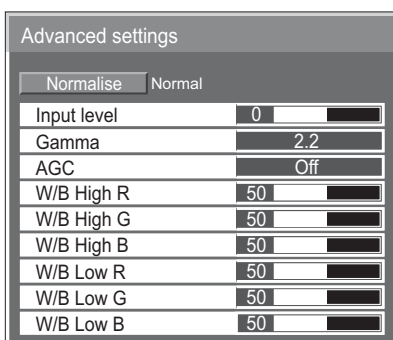 Advanced settings
Normalise Normal
Input level 0
Gamma 2.2
AGC Off
W/B High R 50
W/B High G 50
W/B High B 50
W/B Low R 50
W/B Low G 50
W/B Low B 50